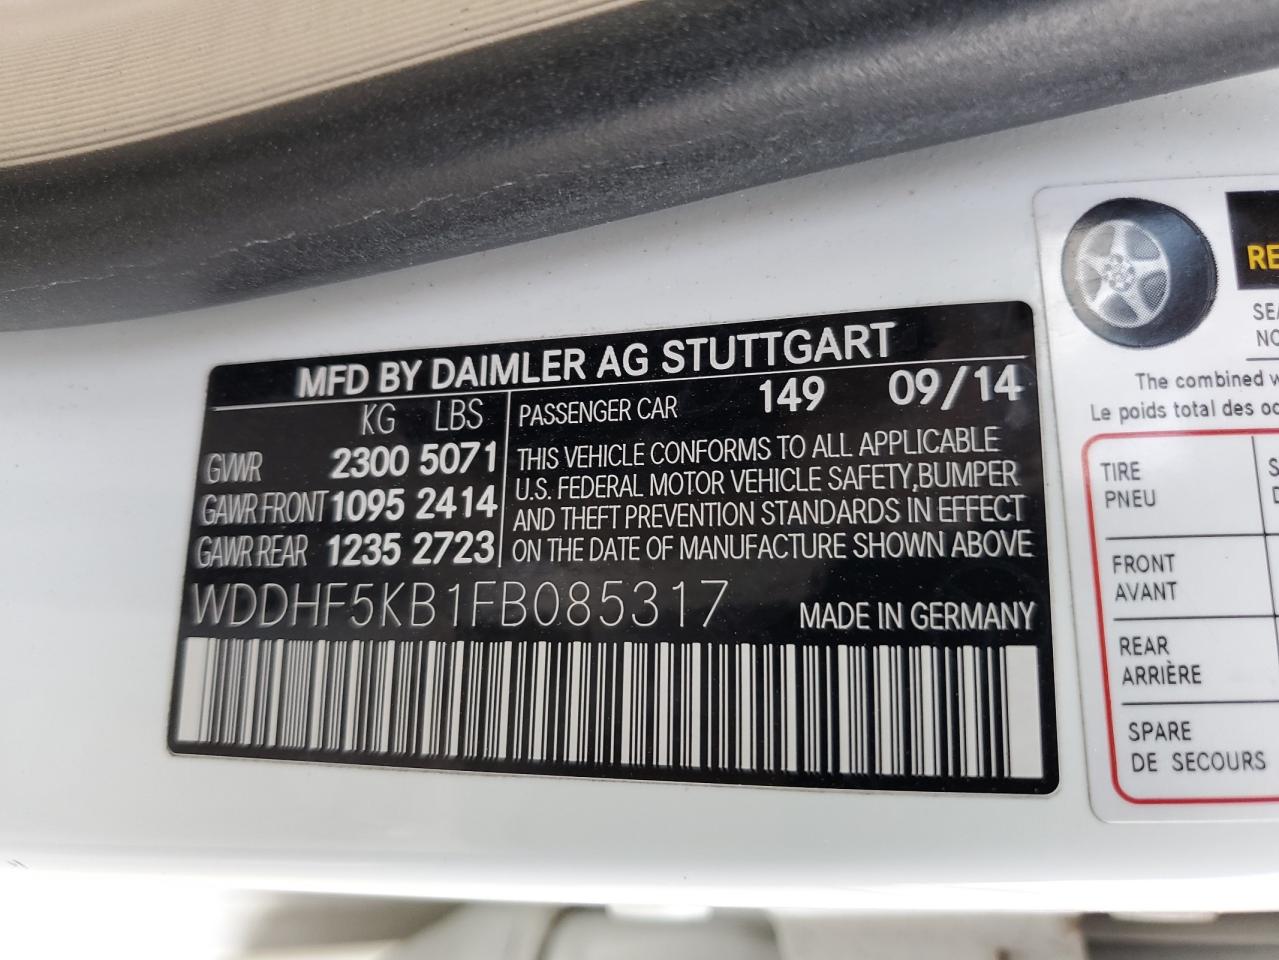 MFD BY DAIMLER AG STUTTGART
KG LBS
GVWR 2300 5071
GAWR FRONT 1095 2414
GAWR REAR 1235 2723
PASSENGER CAR 149 09/14
THIS VEHICLE CONFORMS TO ALL APPLICABLE
U.S. FEDERAL MOTOR VEHICLE SAFETY,BUMPER
AND THEFT PREVENTION STANDARDS IN EFFECT
ON THE DATE OF MANUFACTURE SHOWN ABOVE
WDDHF5KB1FB085317 MADE IN GERMANY
The combined
Le poids total des
TIRE
PNEU
FRONT
AVANT
REAR
ARRIÈRE
SPARE
DE SECOURS